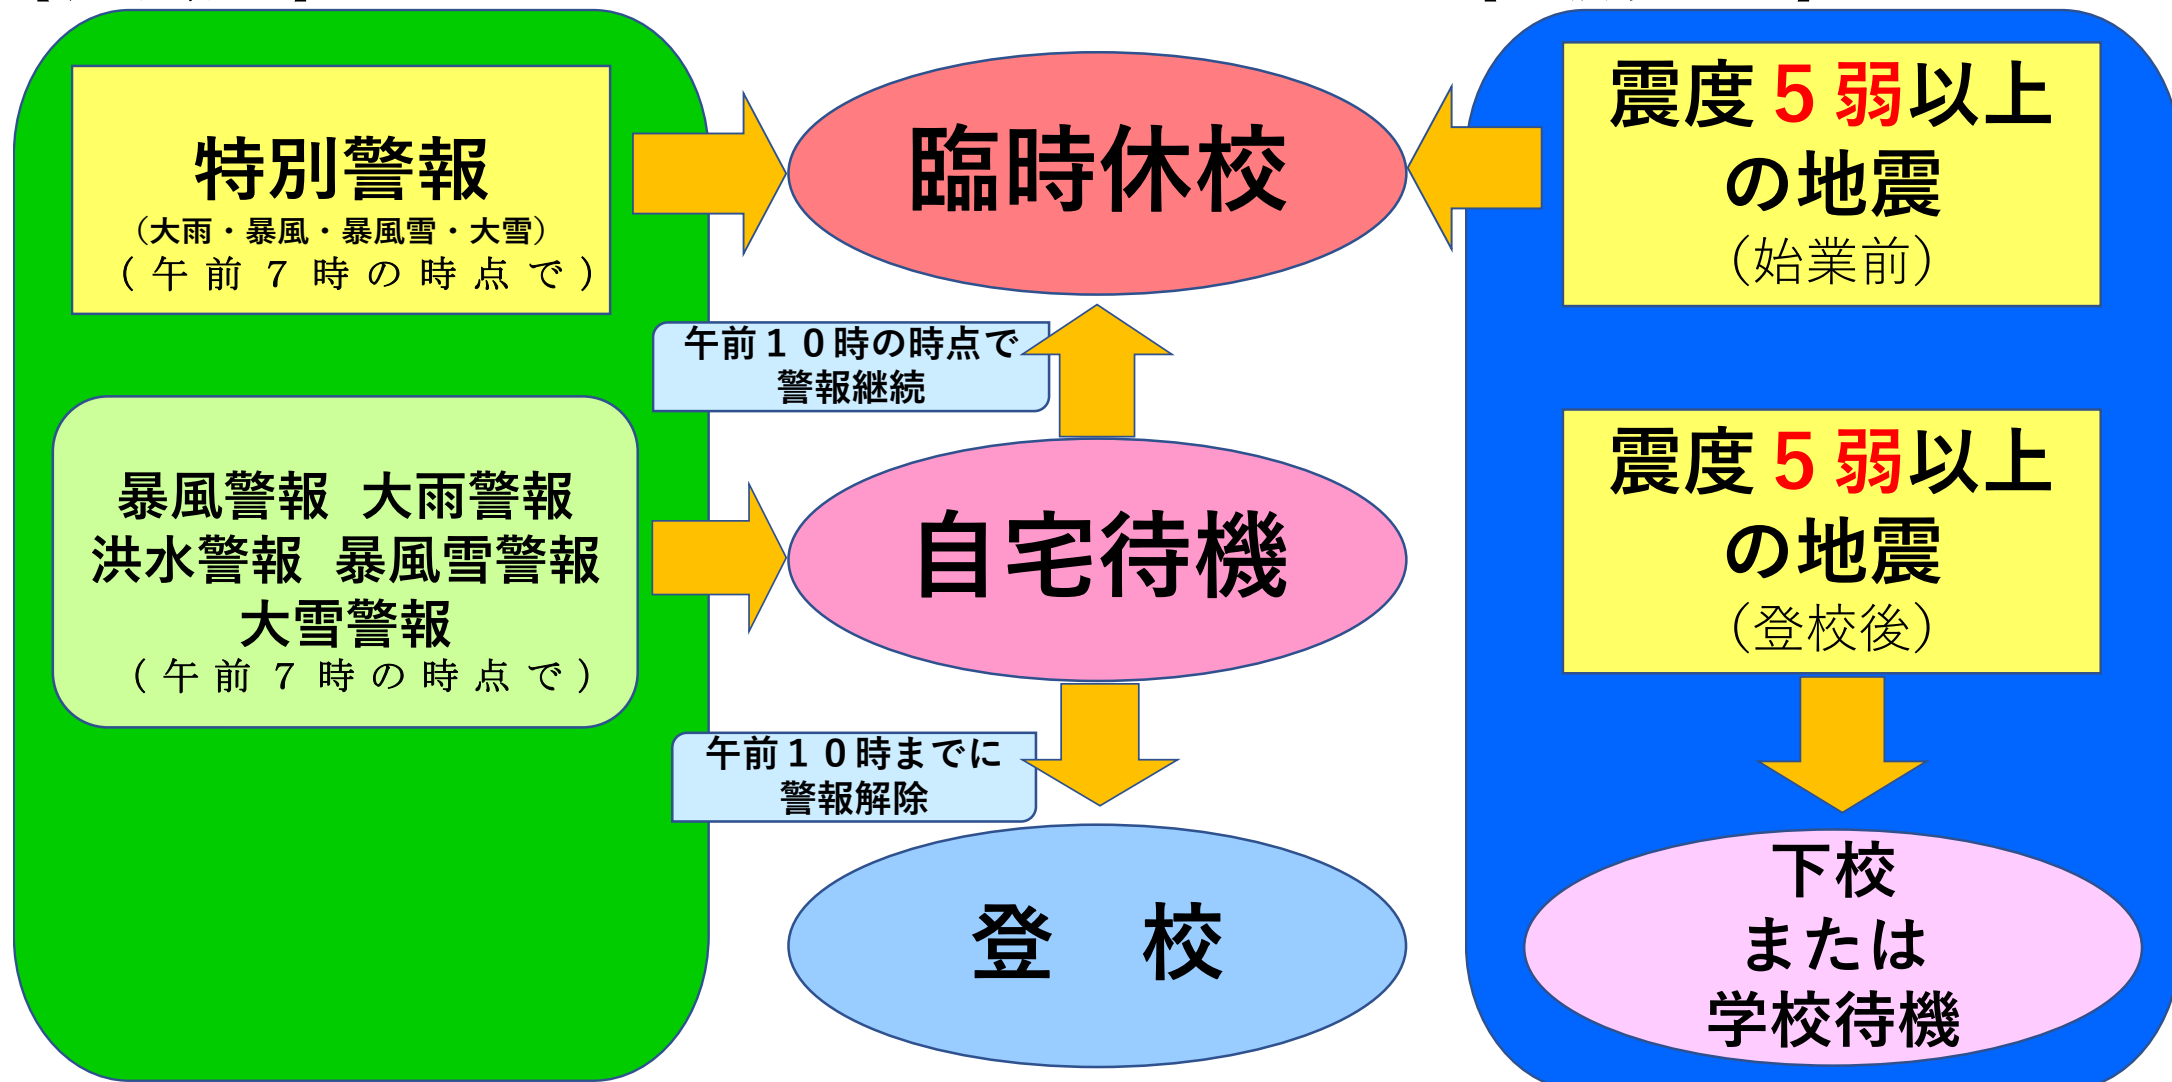 特別警報
（大雨・暴風・暴風雪・大雪）
（午前７時の時点で）
暴風警報 大雨警報
洪水警報 暴風雪警報
大雪警報
（午前７時の時点で）
臨時休校
午前１０時の時点で
警報継続
自宅待機
午前１０時までに
警報解除
登　校
震度５弱以上
の地震
（始業前）
震度５弱以上
の地震
（登校後）
下校
または
学校待機